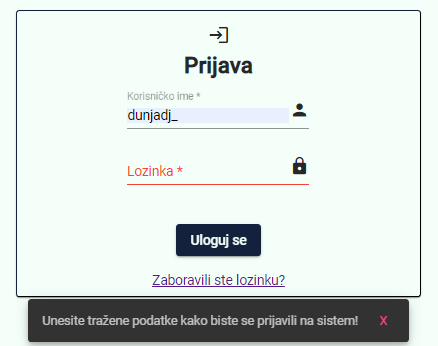 Prijava
Korisničko ime *
dunjadj_
Lozinka *
Uloguj se
Zaboravili ste lozinku?
Unesite tražene podatke kako biste se prijavili na sistem! X